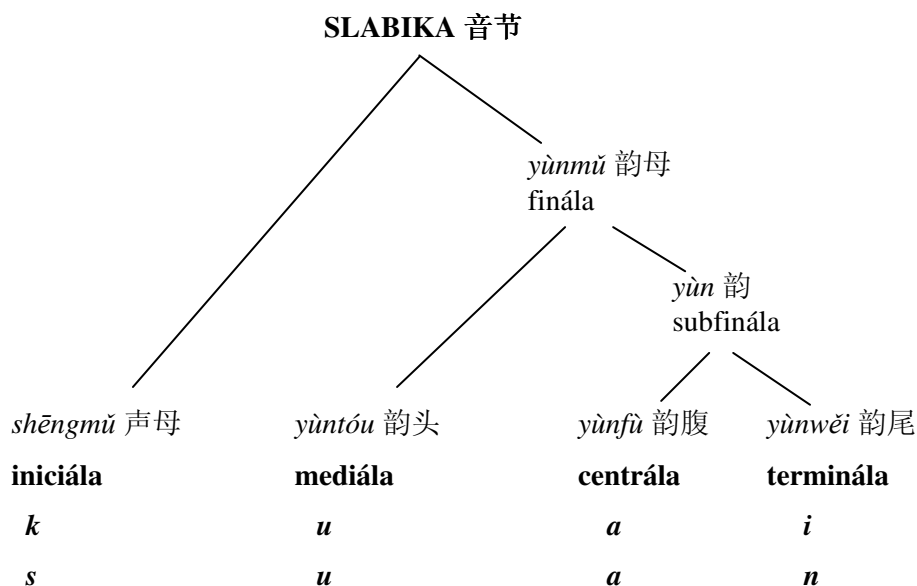 SLABIKA 音节
yùnmǔ 韵母
finála
yùn 韵
subfinála
shēngmǔ 声母 yùntóu 韵头 yùnfù 韵腹 yùnwěi 韵尾
iniciála mediála centrála terminála
k u a i
s u a n